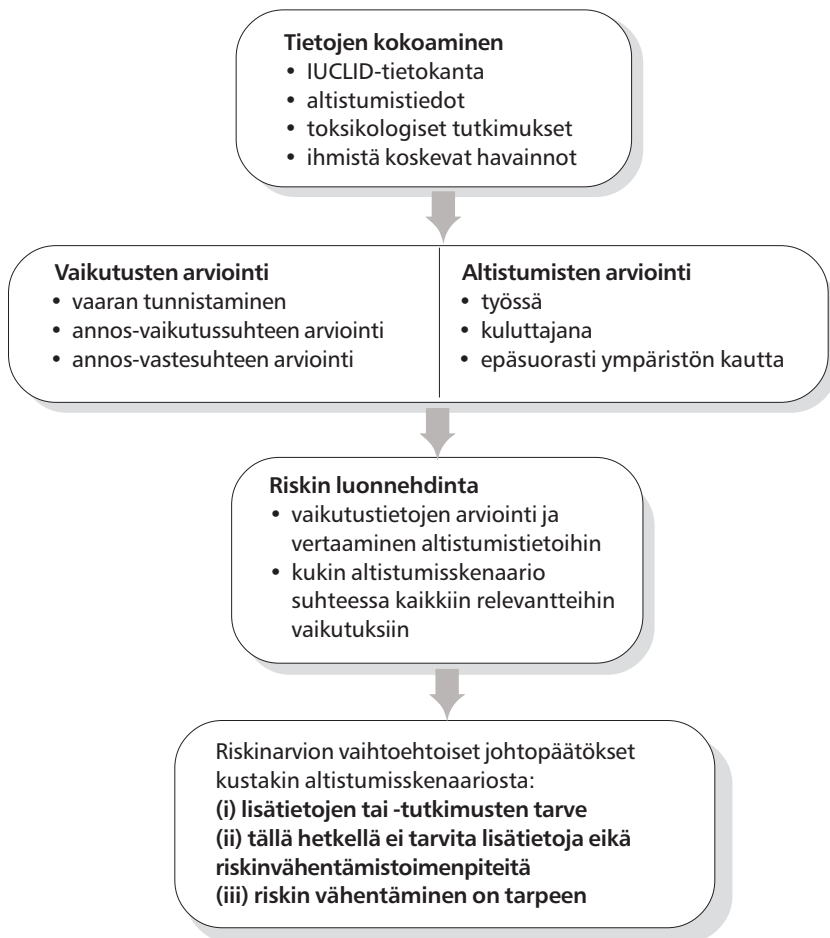 Tietojen kokoaminen
• IUCLID-tietokanta
• altistumistiedot
• toksikologiset tutkimukset
• ihmistä koskevat havainnot
Vaikutusten arviointi
• vaaran tunnistaminen
• annos-vaikutussuhteen arviointi
• annos-vastesuhteen arviointi
Altistumisten arviointi
• työssä
• kuluttajana
• epäsuorasti ympäristön kautta
Riskin luonnehdinta
• vaikutustietojen arviointi ja
vertaaminen altistumistietoihin
• kukin altistumisskenaario
suhteessa kaikkiin relevantteihin
vaikutuksiin
Riskinarvion vaihtoehtoiset johtopäätökset
kustakin altistumisskenaariosta:
(i) lisätietojen tai -tutkimusten tarve
(ii) tällä hetkellä ei tarvita lisätietoja eikä
riskinvähentämistoimenpiteitä
(iii) riskin vähentäminen on tarpeen